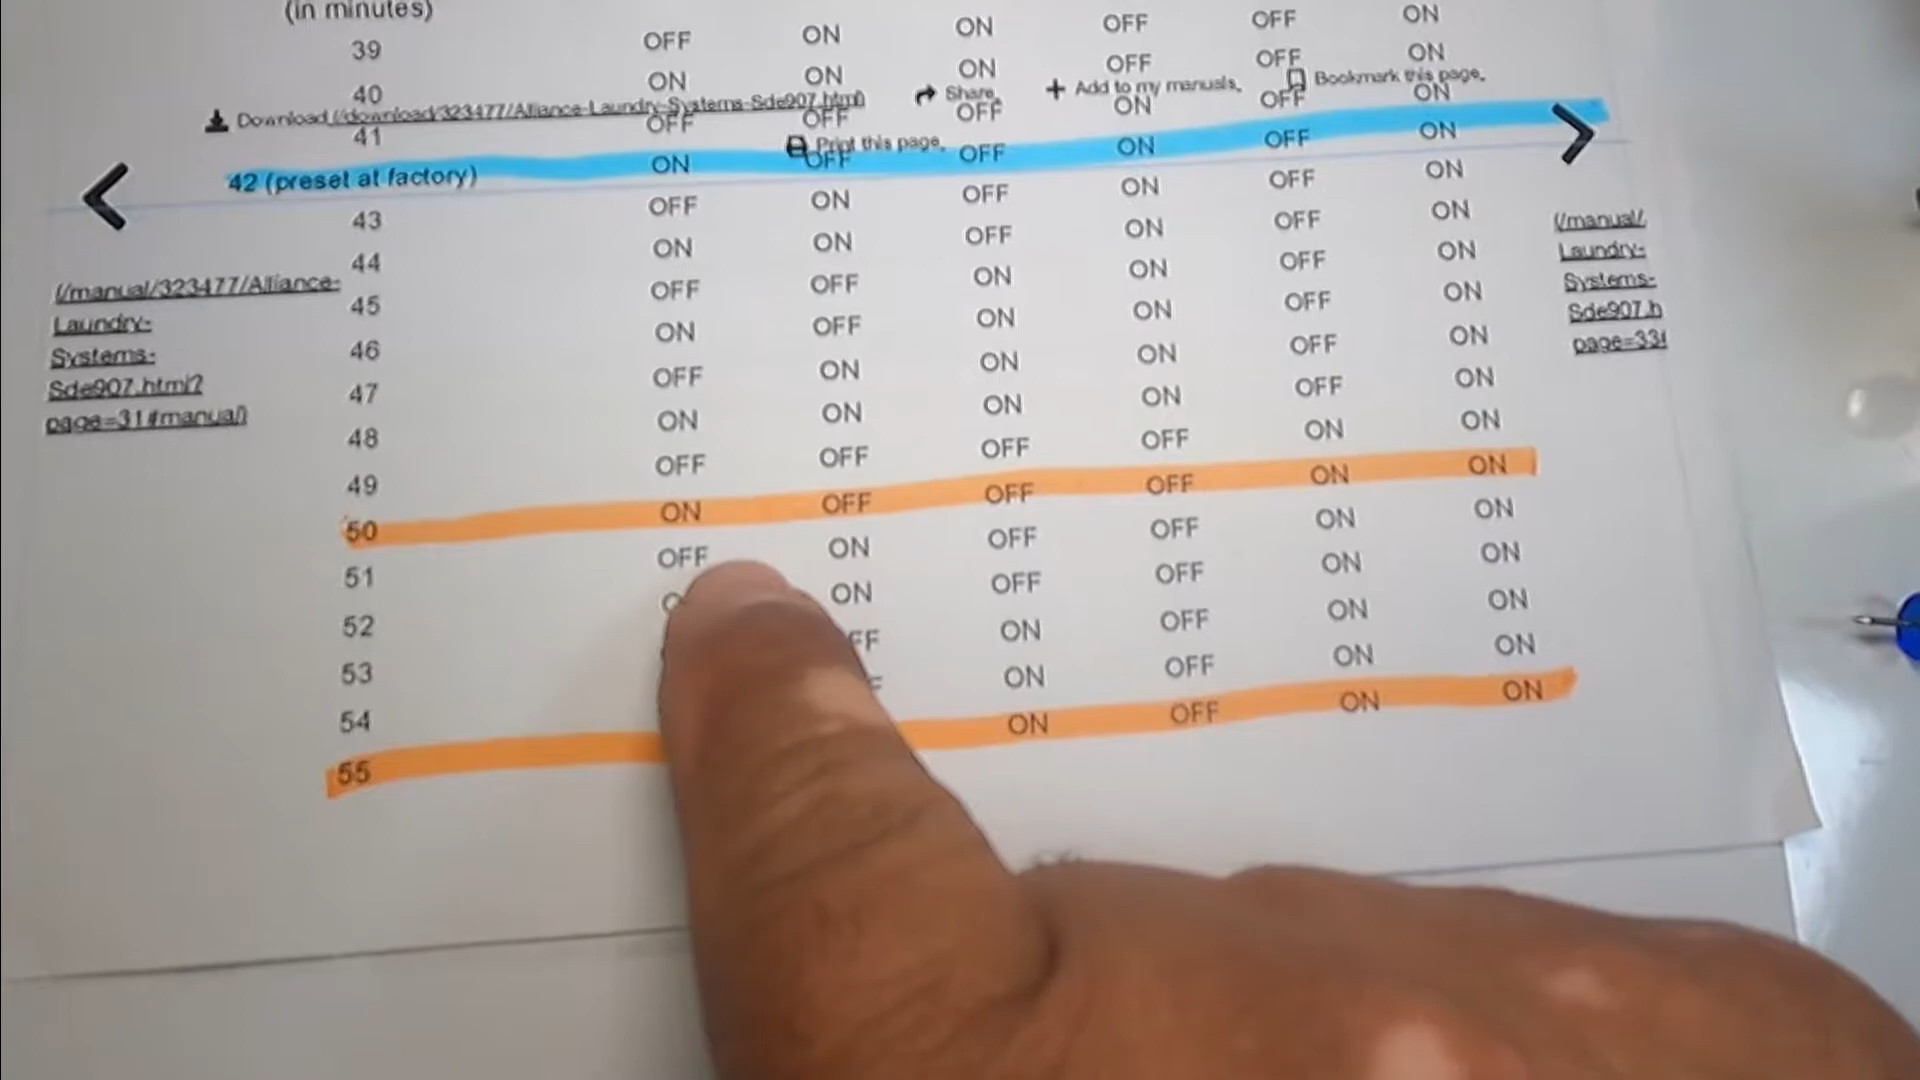 (in minutes)
39 OFF ON ON OFF OFF ON
40 ON ON ON OFF OFF ON
Download (/download/323477/Alliance-Laundry-Systems-Sde907.html) Share Add to my manuals Bookmark this page
41 OFF OFF OFF ON OFF ON
Print this page
42 (preset at factory) ON OFF OFF ON OFF ON
43 OFF ON OFF ON OFF ON
44 ON ON OFF ON OFF ON
45 OFF OFF ON ON OFF ON
46 ON OFF ON ON OFF ON
47 OFF ON ON ON OFF ON
48 ON ON ON ON OFF ON
49 OFF OFF OFF OFF ON ON
50 ON OFF OFF OFF ON ON
51 OFF ON OFF OFF ON ON
52 ON OFF OFF ON ON
53 ON OFF ON ON
54 ON OFF ON ON
55 ON OFF ON ON
(/manual/323477/Alliance-
Laundry-
Systems-
Sde907.html?
page=31#manual)
(/manual/
Laundry-
Systems-
Sde907.h
page=33#